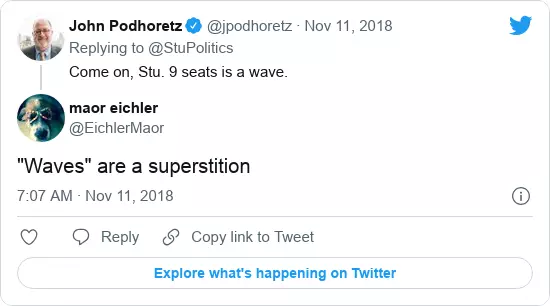 John Podhoretz @jpodhoretz · Nov 11, 2018
Replying to @StuPolitics
Come on, Stu. 9 seats is a wave.
maor eichler
@EichlerMaor
"Waves" are a superstition
7:07 AM · Nov 11, 2018
Reply Copy link to Tweet
Explore what's happening on Twitter